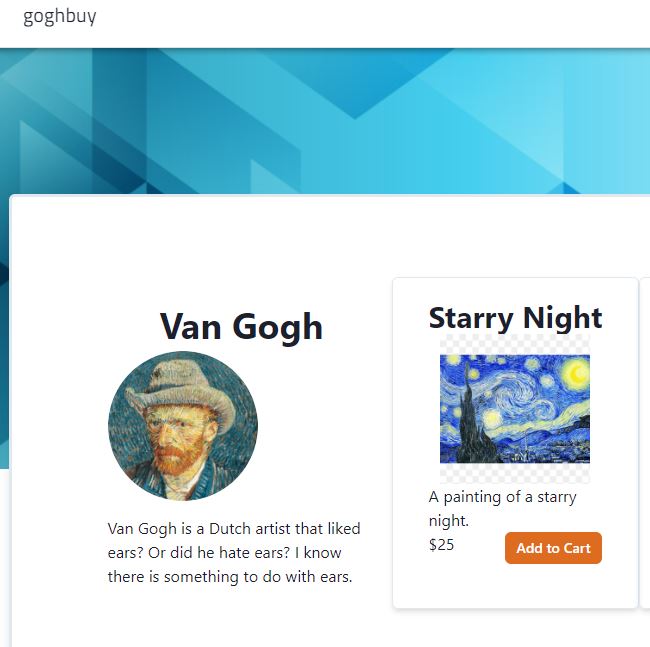 goghbuy
Van Gogh
Van Gogh is a Dutch artist that liked
ears? Or did he hate ears? I know
there is something to do with ears.
Starry Night
A painting of a starry
night.
$25
Add to Cart